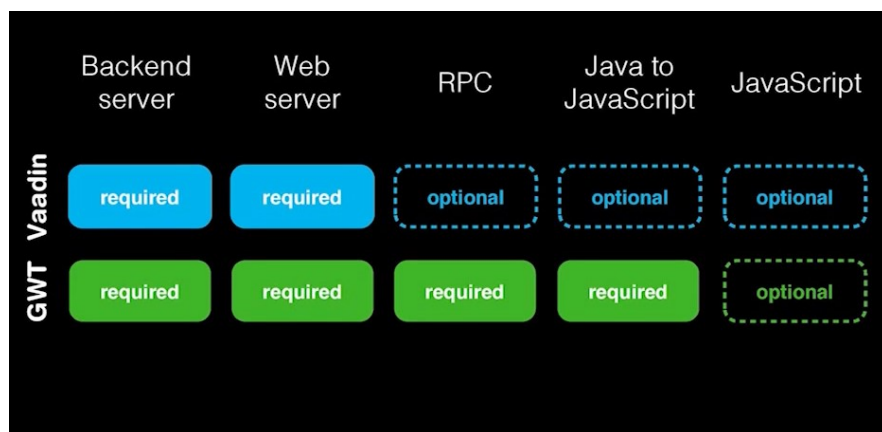 Backend server
Web server
RPC
Java to JavaScript
JavaScript
Vaadin
required
required
optional
optional
optional
GWT
required
required
required
required
optional